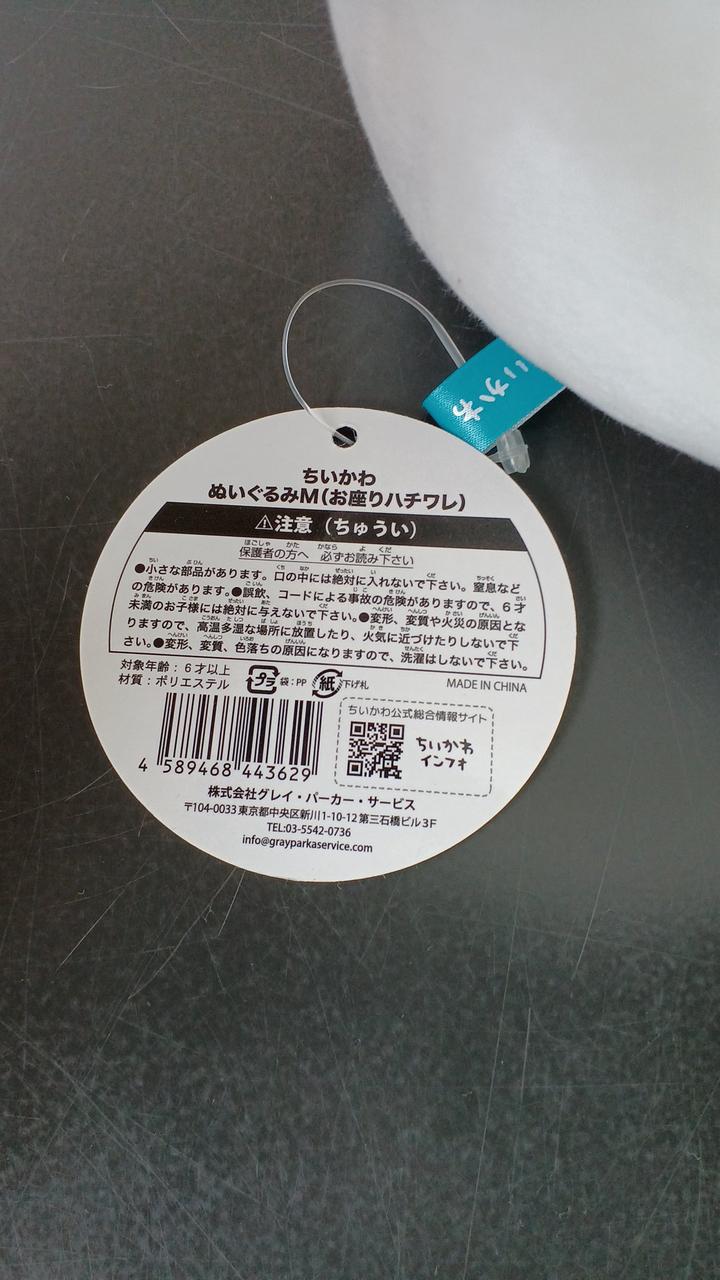 いかわ
ちいかわ
ぬいぐるみM(お座りハチワレ)
⚠注意(ちゅうい)
保護者の方へ 必ずお読み下さい
●小さな部品があります。口の中には絶対に入れないで下さい。窒息など
の危険があります。●誤飲、コードによる事故の危険がありますので、6才
未満のお子様には絶対に与えないで下さい。●変形、変質や火災の原因とな
りますので、高温多湿な場所に放置したり、火気に近づけたりしないで下
さい。●変形、変質、色落ちの原因になりますので、洗濯はしないで下さい。
対象年齢:6才以上
材質:ポリエステル
プラ 袋:PP 紙 下げ札
MADE IN CHINA
4 589468 443629
ちいかわ公式総合情報サイト
ちいかわ
インフォ
株式会社グレイ・パーカー・サービス
〒104-0033 東京都中央区新川1-10-12 第三石橋ビル3F
TEL:03-5542-0736
info@grayparkaservice.com